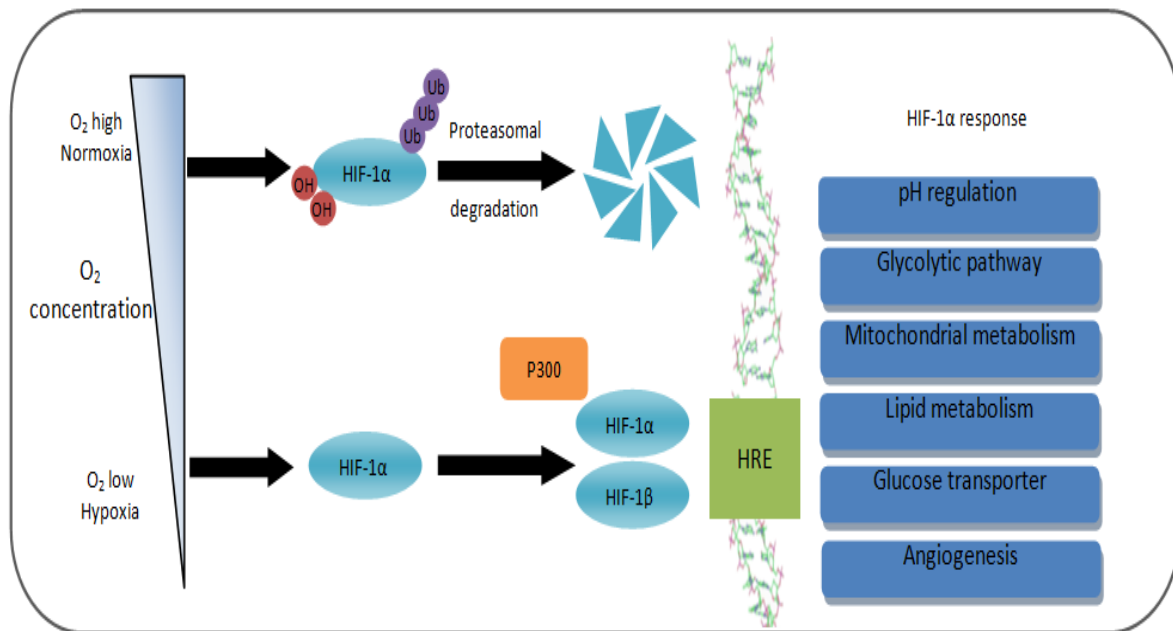 O₂ high
Normoxia
O₂
concentration
O₂ low
Hypoxia
OH
OH
HIF-1α
Ub
Ub
Ub
Proteasomal
degradation
HIF-1α
P300
HIF-1α
HIF-1β
HRE
HIF-1α response
pH regulation
Glycolytic pathway
Mitochondrial metabolism
Lipid metabolism
Glucose transporter
Angiogenesis